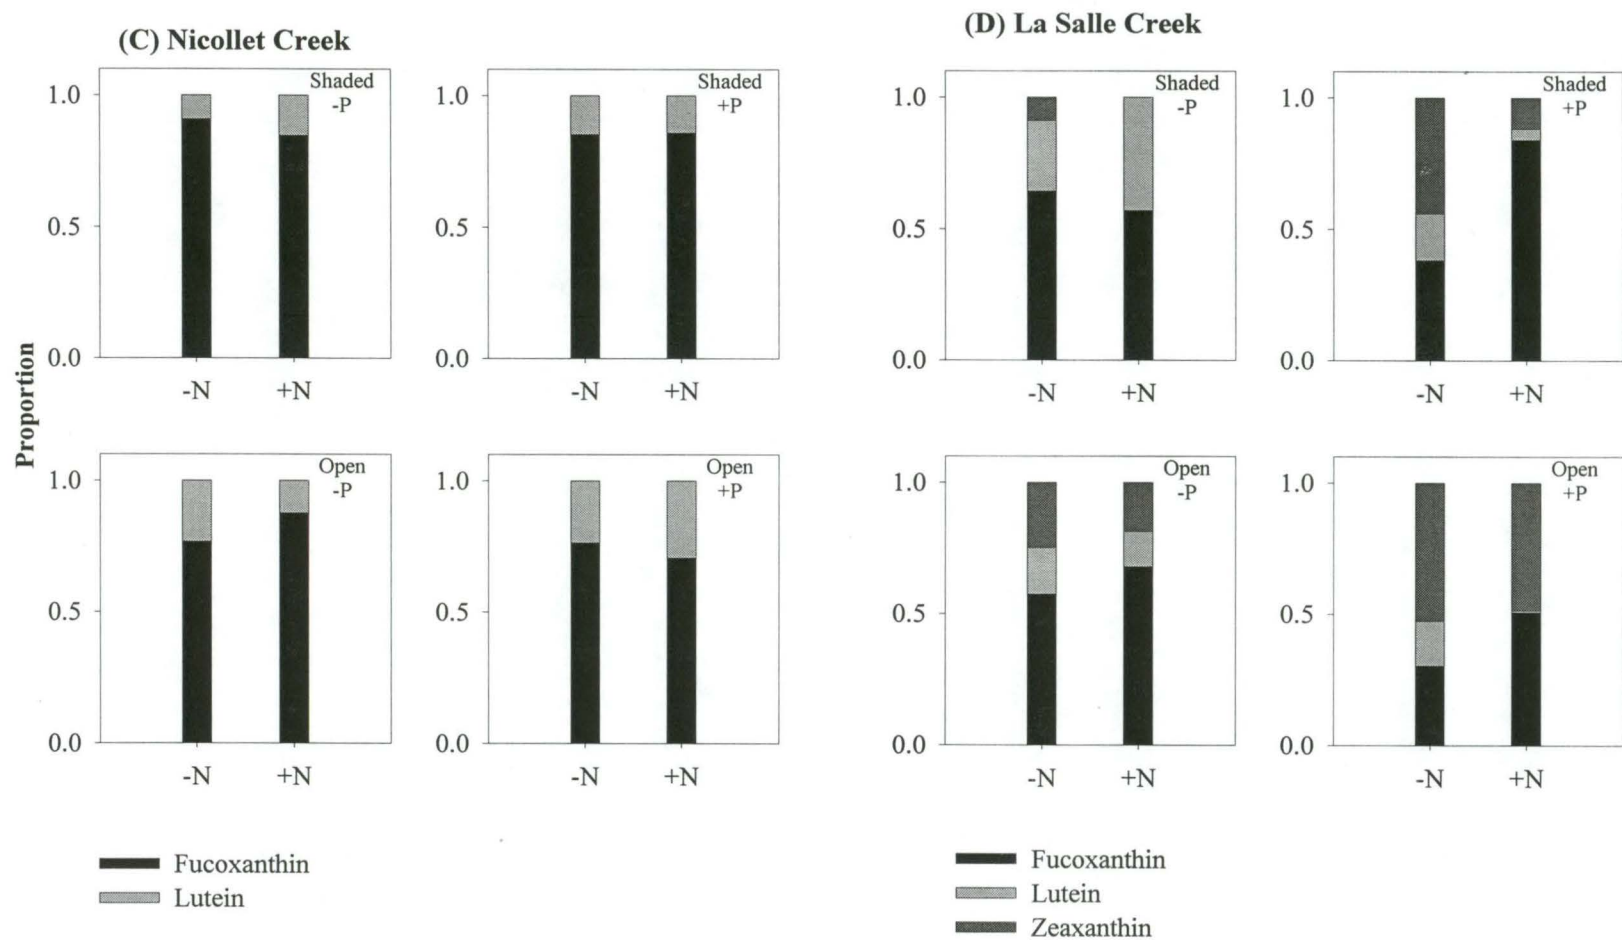 (C) Nicollet Creek
(D) La Salle Creek
Proportion
Shaded
-P
1.0
0.5
0.0
-N +N
Shaded
+P
1.0
0.5
0.0
-N +N
Shaded
-P
1.0
0.5
0.0
-N +N
Shaded
+P
1.0
0.5
0.0
-N +N
Open
-P
1.0
0.5
0.0
-N +N
Open
+P
1.0
0.5
0.0
-N +N
Open
-P
1.0
0.5
0.0
-N +N
Open
+P
1.0
0.5
0.0
-N +N
Fucoxanthin
Lutein
Fucoxanthin
Lutein
Zeaxanthin